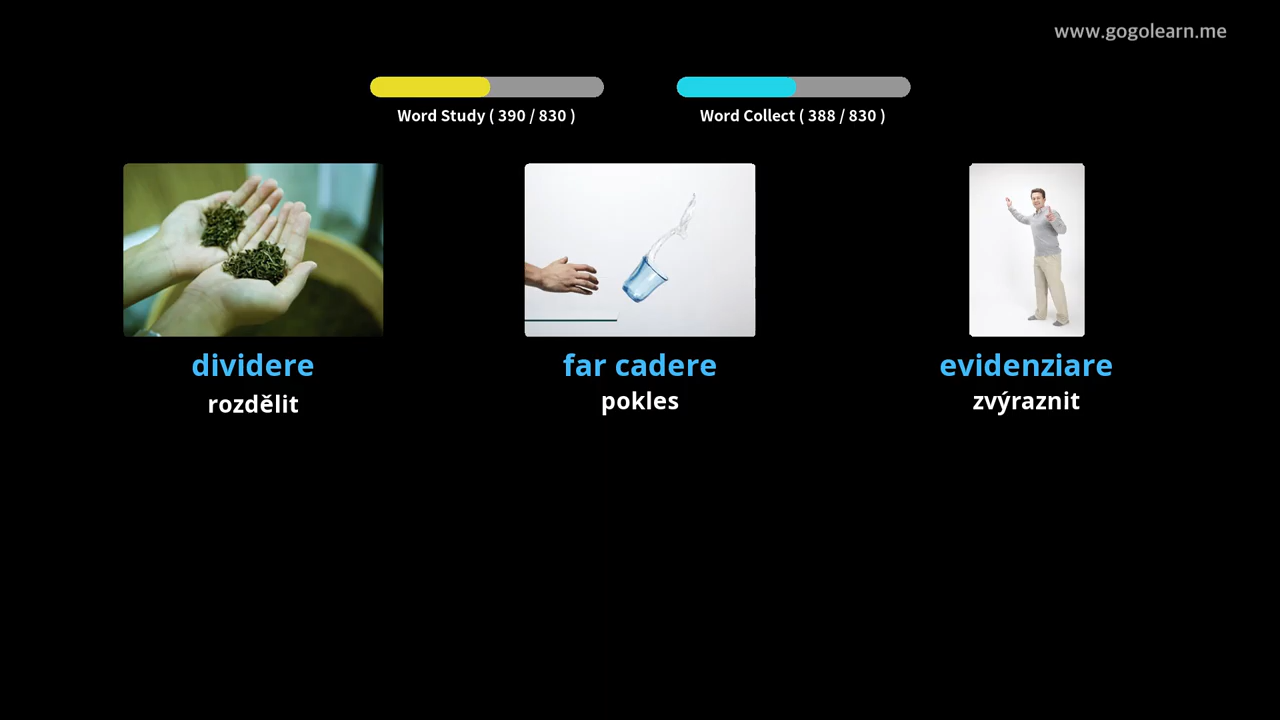 www.gogolearn.me
Word Study ( 390 / 830 )
Word Collect ( 388 / 830 )
dividere
rozdělit
far cadere
pokles
evidenziare
zvýraznit